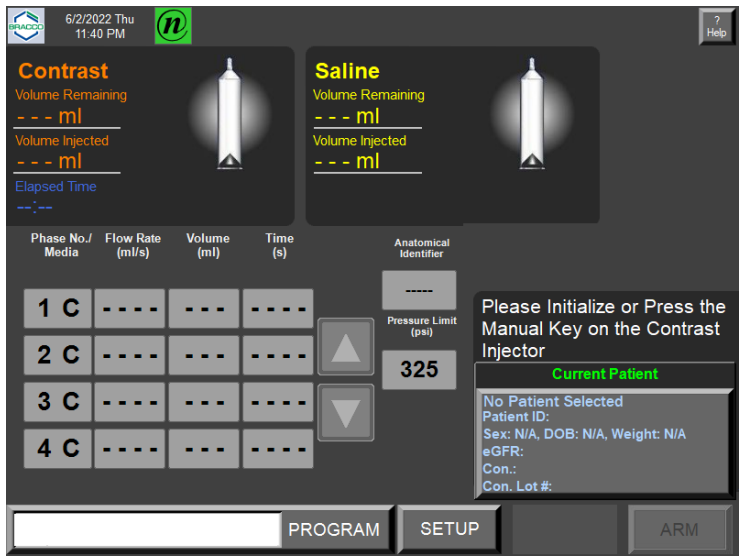 BRACCO
6/2/2022 Thu
11:40 PM
n
?
Help
Contrast
Volume Remaining
- - - ml
Volume Injected
- - - ml
Elapsed Time
--:--
Saline
Volume Remaining
- - - ml
Volume Injected
- - - ml
Phase No./
Media
Flow Rate
(ml/s)
Volume
(ml)
Time
(s)
1 C - - - - - - - - - - -
2 C - - - - - - - - - - -
3 C - - - - - - - - - - -
4 C - - - - - - - - - - -
Anatomical
Identifier
-----
Pressure Limit
(psi)
325
Please Initialize or Press the
Manual Key on the Contrast
Injector
Current Patient
No Patient Selected
Patient ID:
Sex: N/A, DOB: N/A, Weight: N/A
eGFR:
Con.:
Con. Lot #:
PROGRAM
SETUP
ARM